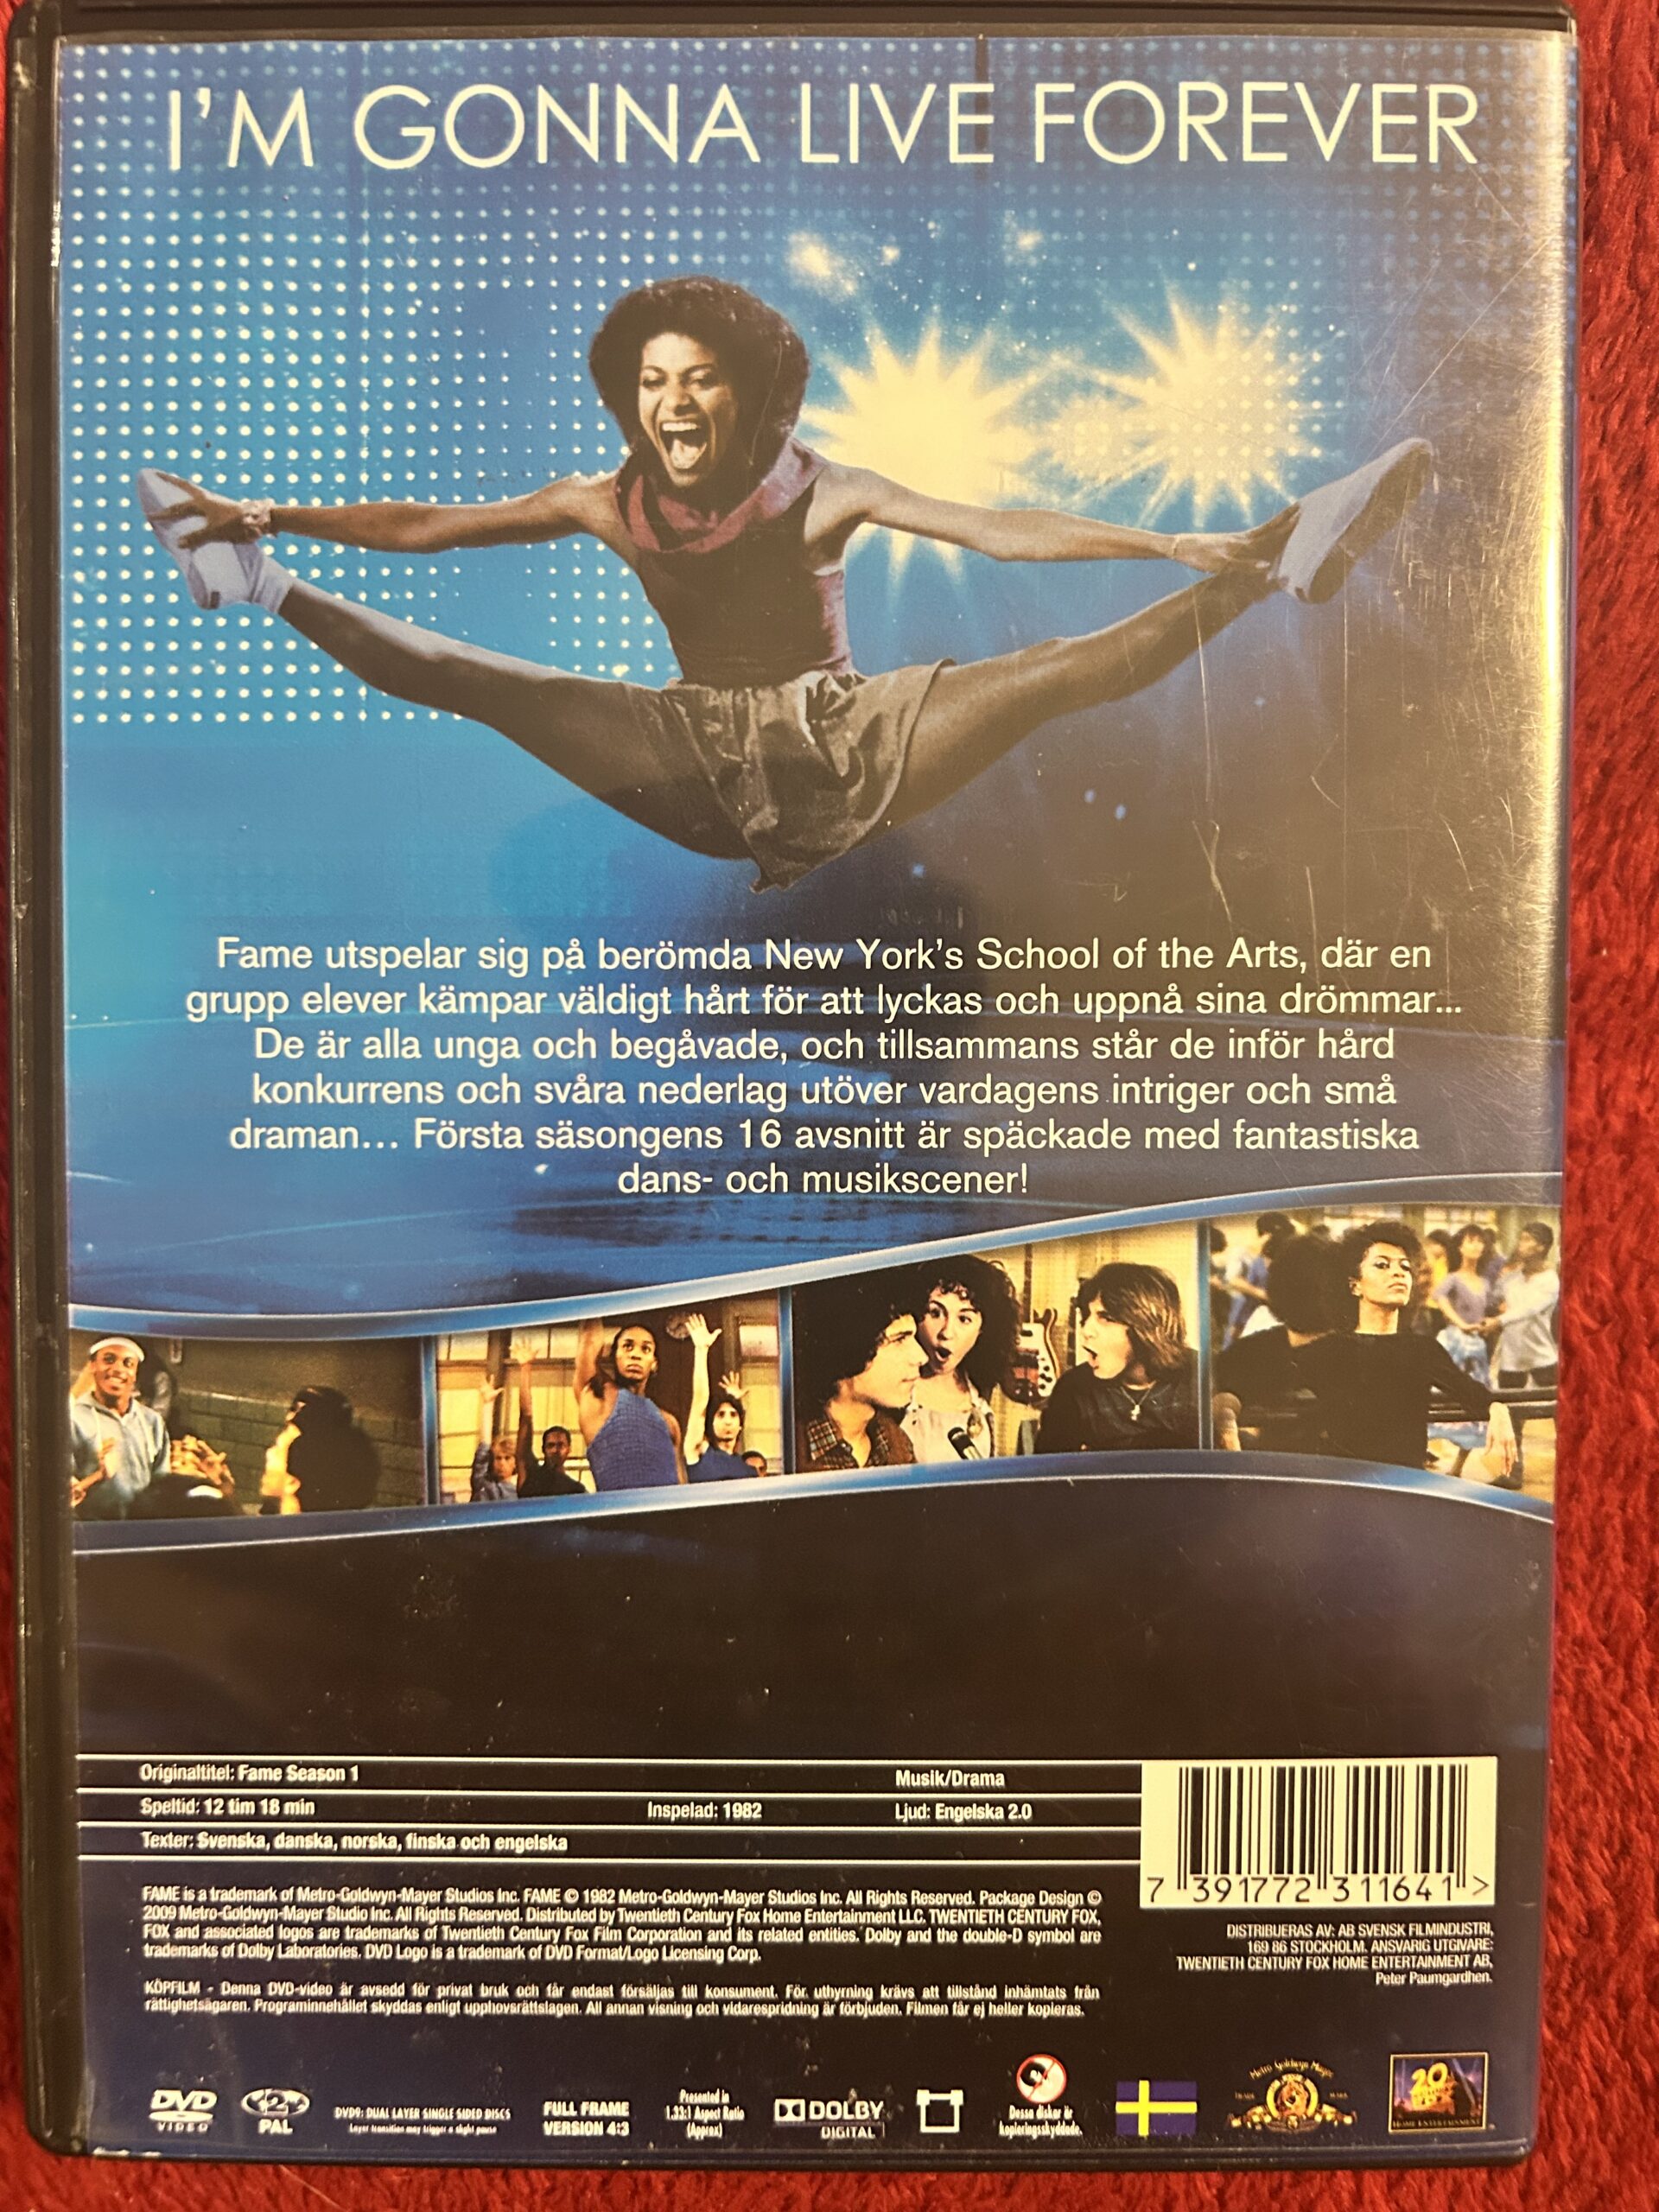 I'M GONNA LIVE FOREVER
Fame utspelar sig på berömda New York's School of the Arts, där en
grupp elever kämpar väldigt hårt för att lyckas och uppnå sina drömmar...
De är alla unga och begåvade, och tillsammans står de inför hård
konkurrens och svåra nederlag utöver vardagens intriger och små
draman... Första säsongens 16 avsnitt är späckade med fantastiska
dans- och musikscener!
Originaltitel: Fame Season 1
Musik/Drama
Speltid: 12 tim 18 min
Inspelad: 1982
Ljud: Engelska 2.0
Texter: Svenska, danska, norska, finska och engelska
7 391772 311641 >
FAME is a trademark of Metro-Goldwyn-Mayer Studios Inc. FAME © 1982 Metro-Goldwyn-Mayer Studios Inc. All Rights Reserved. Package Design ©
2009 Metro-Goldwyn-Mayer Studio Inc. All Rights Reserved. Distributed by Twentieth Century Fox Home Entertainment LLC. TWENTIETH CENTURY FOX,
FOX and associated logos are trademarks of Twentieth Century Fox Film Corporation and its related entities. Dolby and the double-D symbol are
trademarks of Dolby Laboratories. DVD Logo is a trademark of DVD Format/Logo Licensing Corp.
KÖPFILM - Denna DVD-video är avsedd för privat bruk och får endast försäljas till konsument. För uthyrning krävs att tillstånd inhämtats från
rättighetsägaren. Programinnehållet skyddas enligt upphovsrättslagen. All annan visning och vidarespridning är förbjuden. Filmen får ej heller kopieras.
DISTRIBUERAS AV: AB SVENSK FILMINDUSTRI,
169 86 STOCKHOLM. ANSVARIG UTGIVARE:
TWENTIETH CENTURY FOX HOME ENTERTAINMENT AB,
Peter Paumgardhen.
DVD
VIDEO
2
PAL
DVD9: DUAL LAYER SINGLE SIDED DISCS
Layer transition may trigger a slight pause
FULL FRAME
VERSION 4:3
Presented in
1.33:1 Aspect Ratio
(Approx)
DOLBY
DIGITAL
Dessa diskar är
kopieringsskyddade.
Metro Goldwyn Mayer
20
HOME ENTERTAINMENT